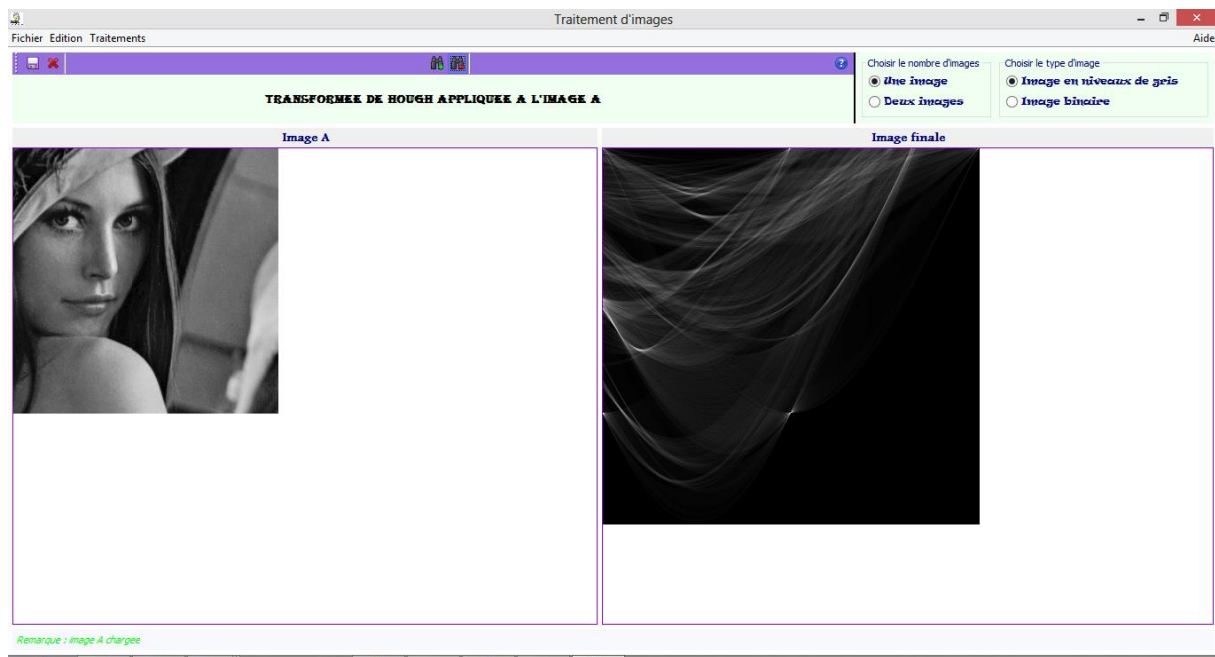 Traitement d'images
Fichier Edition Traitements Aide
TRANSFORMEE DE HOUGH APPLIQUEE A L'IMAGE A
Choisir le nombre d'images
Une image
Deux images
Choisir le type d'image
Image en niveaux de gris
Image binaire
Image A
Image finale
Remarque : image A chargee